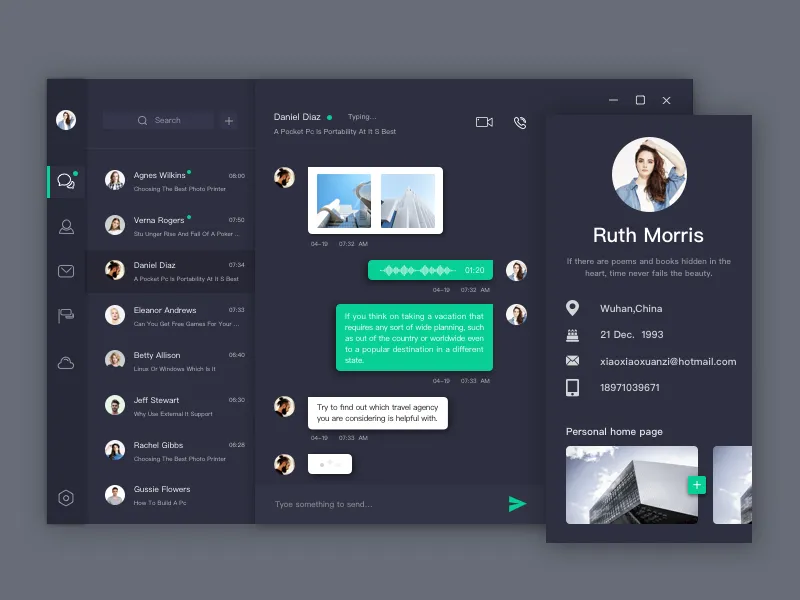 Search
Agnes Wilkins
08:00
Choosing The Best Photo Printer
Verna Rogers
07:50
Stu Unger Rise And Fall Of A Poker ...
Daniel Diaz
07:34
A Pocket Pc Is Portability At It S Best
Eleanor Andrews
07:33
Can You Get Free Games For Your ...
Betty Allison
06:40
Linux Or Windows Which Is It
Jeff Stewart
06:30
Why Use External It Support
Rachel Gibbs
06:28
Choosing The Best Photo Printer
Gussie Flowers
How To Build A Pc
Daniel Diaz
Typing...
A Pocket Pc Is Portability At It S Best
04-19 07:32 AM
01:20
04-19 07:32 AM
If you think on taking a vacation that
requires any sort of wide planning, such
as out of the country or worldwide even
to a popular destination in a different
state.
04-19 07:33 AM
Try to find out which travel agency
you are considering is helpful with.
04-19 07:33 AM
Type something to send...
Ruth Morris
If there are poems and books hidden in the
heart, time never fails the beauty.
Wuhan,China
21 Dec. 1993
xiaoxiaoxuanzi@hotmail.com
18971039671
Personal home page